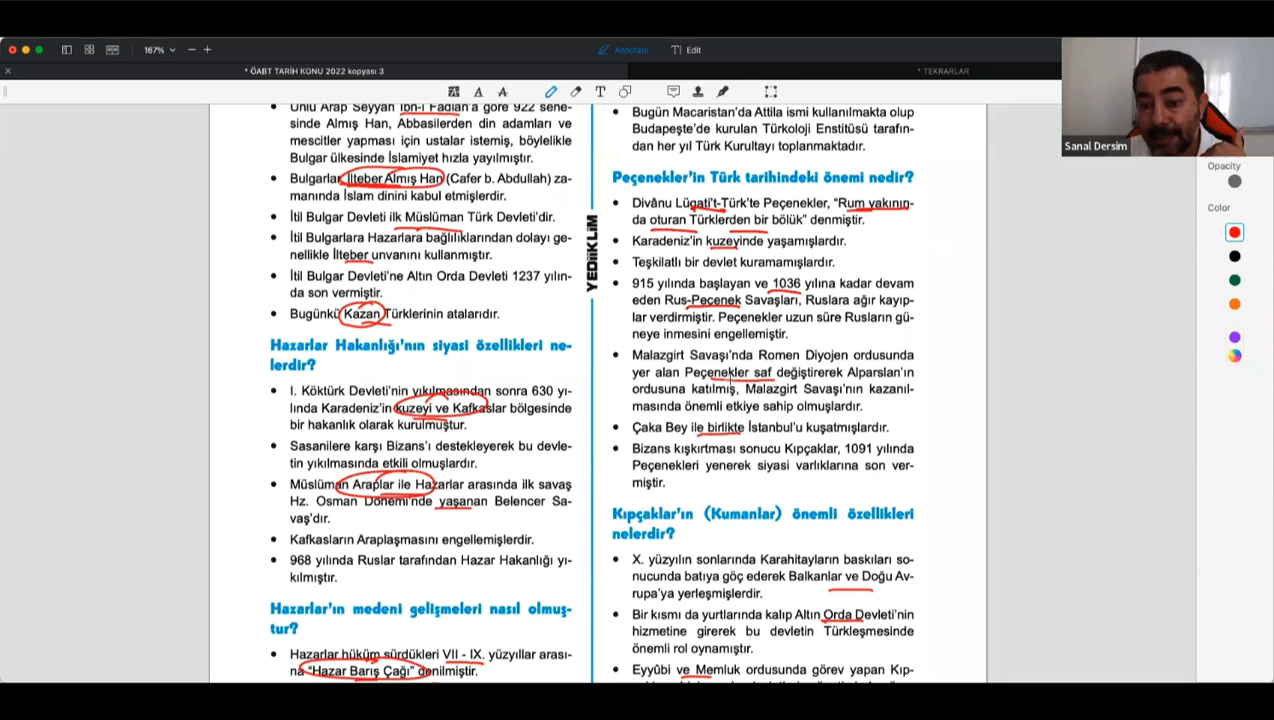 167%
Annotate
Edit
* ÖABT TARİH KONU 2022 kopyası 3
* TEKRARLAR
Sanal Dersim
Opacity
Color
Ünlü Arap Seyyah İbn-i Fadlan'a göre 922 sene-
sinde Almış Han, Abbasilerden din adamları ve
mescitler yapması için ustalar istemiş, böylelikle
Bulgar ülkesinde İslamiyet hızla yayılmıştır.
• Bulgarlar, İlteber Almış Han (Cafer b. Abdullah) za-
manında İslam dinini kabul etmişlerdir.
• İtil Bulgar Devleti ilk Müslüman Türk Devleti'dir.
• İtil Bulgarlara Hazarlara bağlılıklarından dolayı ge-
nellikle İlteber unvanını kullanmıştır.
• İtil Bulgar Devleti'ne Altın Orda Devleti 1237 yılın-
da son vermiştir.
• Bugünkü Kazan Türklerinin atalarıdır.
Hazarlar Hakanlığı'nın siyasi özellikleri ne-
lerdir?
• I. Köktürk Devleti'nin yıkılmasından sonra 630 yı-
lında Karadeniz'in kuzeyi ve Kafkaslar bölgesinde
bir hakanlık olarak kurulmuştur.
• Sasanilere karşı Bizans'ı destekleyerek bu devle-
tin yıkılmasında etkili olmuşlardır.
• Müslüman Araplar ile Hazarlar arasında ilk savaş
Hz. Osman Dönemi'nde yaşanan Belencer Sa-
vaş'dır.
• Kafkasların Araplaşmasını engellemişlerdir.
• 968 yılında Ruslar tarafından Hazar Hakanlığı yı-
kılmıştır.
Hazarlar'ın medeni gelişmeleri nasıl olmuş-
tur?
• Hazarlar hüküm sürdükleri VII - IX. yüzyıllar arası-
na "Hazar Barış Çağı" denilmiştir.
YEDİİKLİM
• Bugün Macaristan'da Attila ismi kullanılmakta olup
Budapeşte'de kurulan Türkoloji Enstitüsü tarafın-
dan her yıl Türk Kurultayı toplanmaktadır.
Peçenekler'in Türk tarihindeki önemi nedir?
• Divânu Lügati't-Türk'te Peçenekler, "Rum yakının-
da oturan Türklerden bir bölük" denmiştir.
• Karadeniz'in kuzeyinde yaşamışlardır.
• Teşkilatlı bir devlet kuramamışlardır.
• 915 yılında başlayan ve 1036 yılına kadar devam
eden Rus-Peçenek Savaşları, Ruslara ağır kayıp-
lar verdirmiştir. Peçenekler uzun süre Rusların gü-
neye inmesini engellemiştir.
• Malazgirt Savaşı'nda Romen Diyojen ordusunda
yer alan Peçenekler saf değiştirerek Alparslan'ın
ordusuna katılmış, Malazgirt Savaşı'nın kazanıl-
masında önemli etkiye sahip olmuşlardır.
• Çaka Bey ile birlikte İstanbul'u kuşatmışlardır.
• Bizans kışkırtması sonucu Kıpçaklar, 1091 yılında
Peçenekleri yenerek siyasi varlıklarına son ver-
miştir.
Kıpçaklar'ın (Kumanlar) önemli özellikleri
nelerdir?
• X. yüzyılın sonlarında Karahitayların baskıları so-
nucunda batıya göç ederek Balkanlar ve Doğu Av-
rupa'ya yerleşmişlerdir.
• Bir kısmı da yurtlarında kalıp Altın Orda Devleti'nin
hizmetine girerek bu devletin Türkleşmesinde
önemli rol oynamıştır.
• Eyyûbi ve Memluk ordusunda görev yapan Kıp-